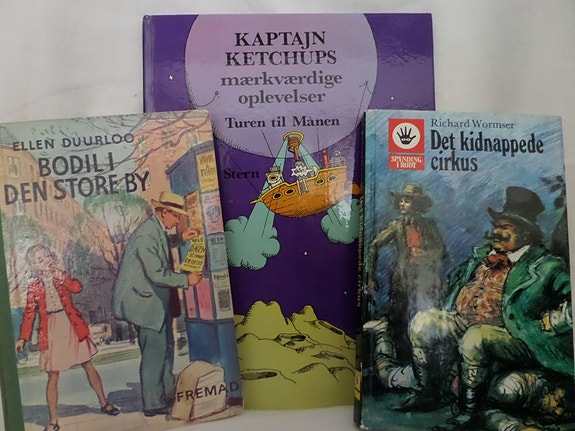 ELLEN DUURLOO
BODIL I
DEN STORE BY
FREMAD
KAPTAJN
KETCHUPS
mærkværdige
oplevelser
Turen til Månen
Stern
Richard Wormser
Det kidnappede
cirkus
SPÆNDING
I RØDT